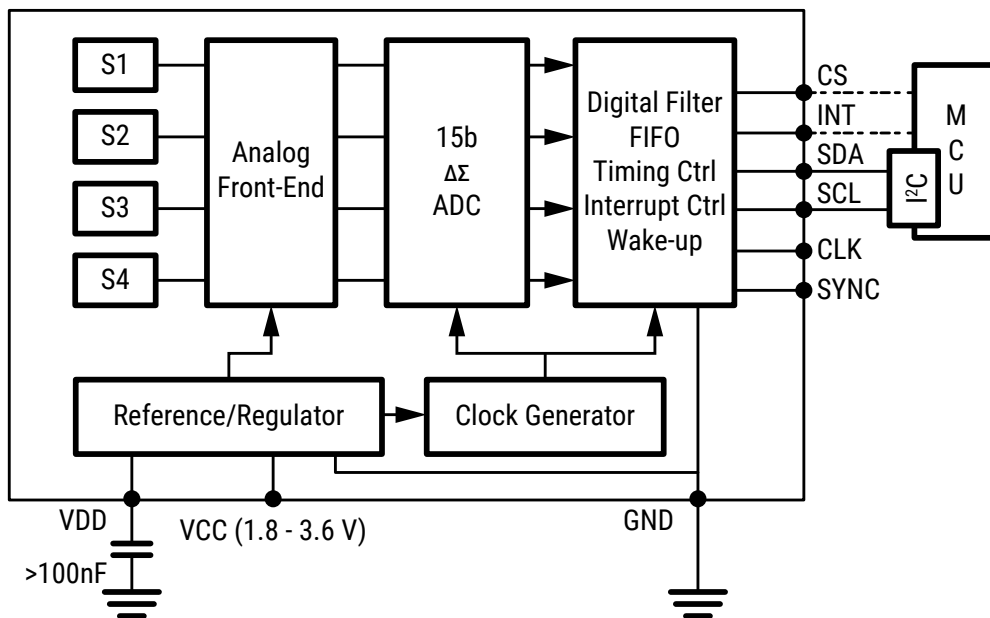 S1
S2
S3
S4
Analog
Front-End
15b
ΔΣ
ADC
Digital Filter
FIFO
Timing Ctrl
Interrupt Ctrl
Wake-up
CS
INT
SDA
SCL
CLK
SYNC
I²C
M
C
U
Reference/Regulator
Clock Generator
VDD
VCC (1.8 - 3.6 V)
GND
>100nF